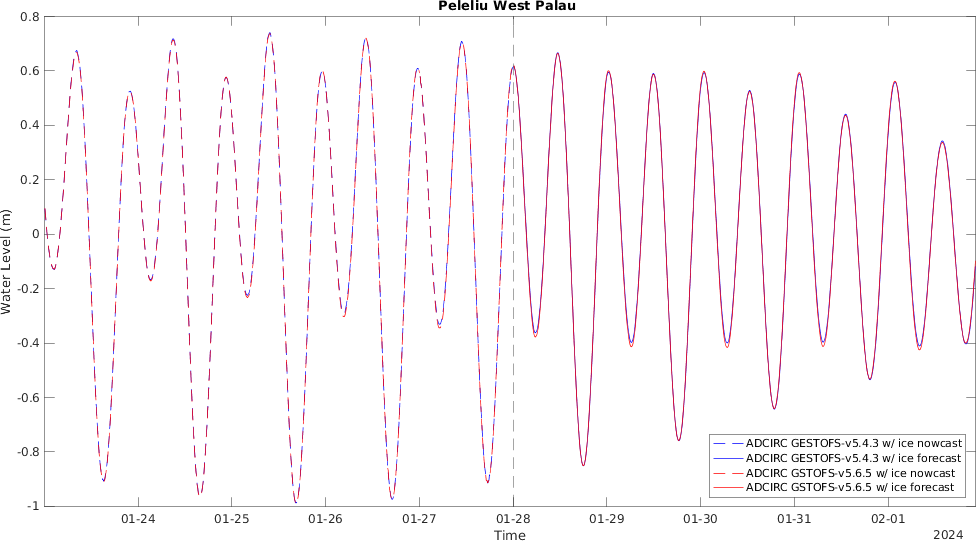 Peleliu West Palau
0.8
0.6
0.4
0.2
0
-0.2
-0.4
-0.6
-0.8
-1
Water Level (m)
ADCIRC GESTOFS-v5.4.3 w/ ice nowcast
ADCIRC GESTOFS-v5.4.3 w/ ice forecast
ADCIRC GSTOFS-v5.6.5 w/ ice nowcast
ADCIRC GSTOFS-v5.6.5 w/ ice forecast
01-24 01-25 01-26 01-27 01-28 01-29 01-30 01-31 02-01
Time
2024